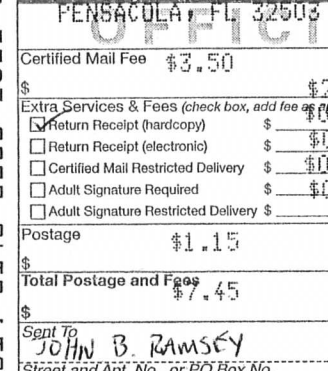 PENSACOLA, FL 32503
OFFICI
Certified Mail Fee $3.50
$
Extra Services & Fees (check box, add fee as ap
Return Receipt (hardcopy) $
Return Receipt (electronic) $
Certified Mail Restricted Delivery $
Adult Signature Required $
Adult Signature Restricted Delivery $
Postage
$1.15
$
Total Postage and Fees
$7.45
$
Sent To
JOHN B. RAMSEY
Street and Apt. No., or PO Box No.